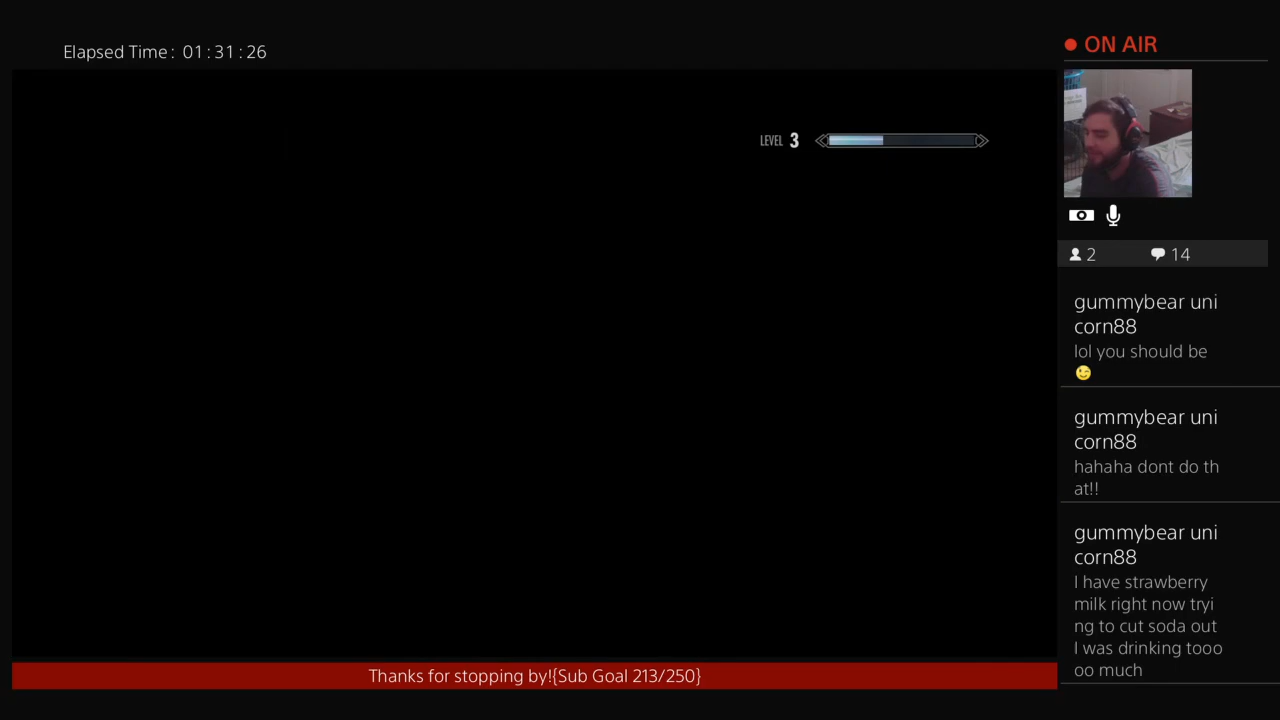 Elapsed Time: 01:31:26
ON AIR
LEVEL 3
2 14
gummybear uni
corn88
lol you should be
😉
gummybear uni
corn88
hahaha dont do th
at!!
gummybear uni
corn88
I have strawberry
milk right now tryi
ng to cut soda out
I was drinking tooo
oo much
Thanks for stopping by!{Sub Goal 213/250}